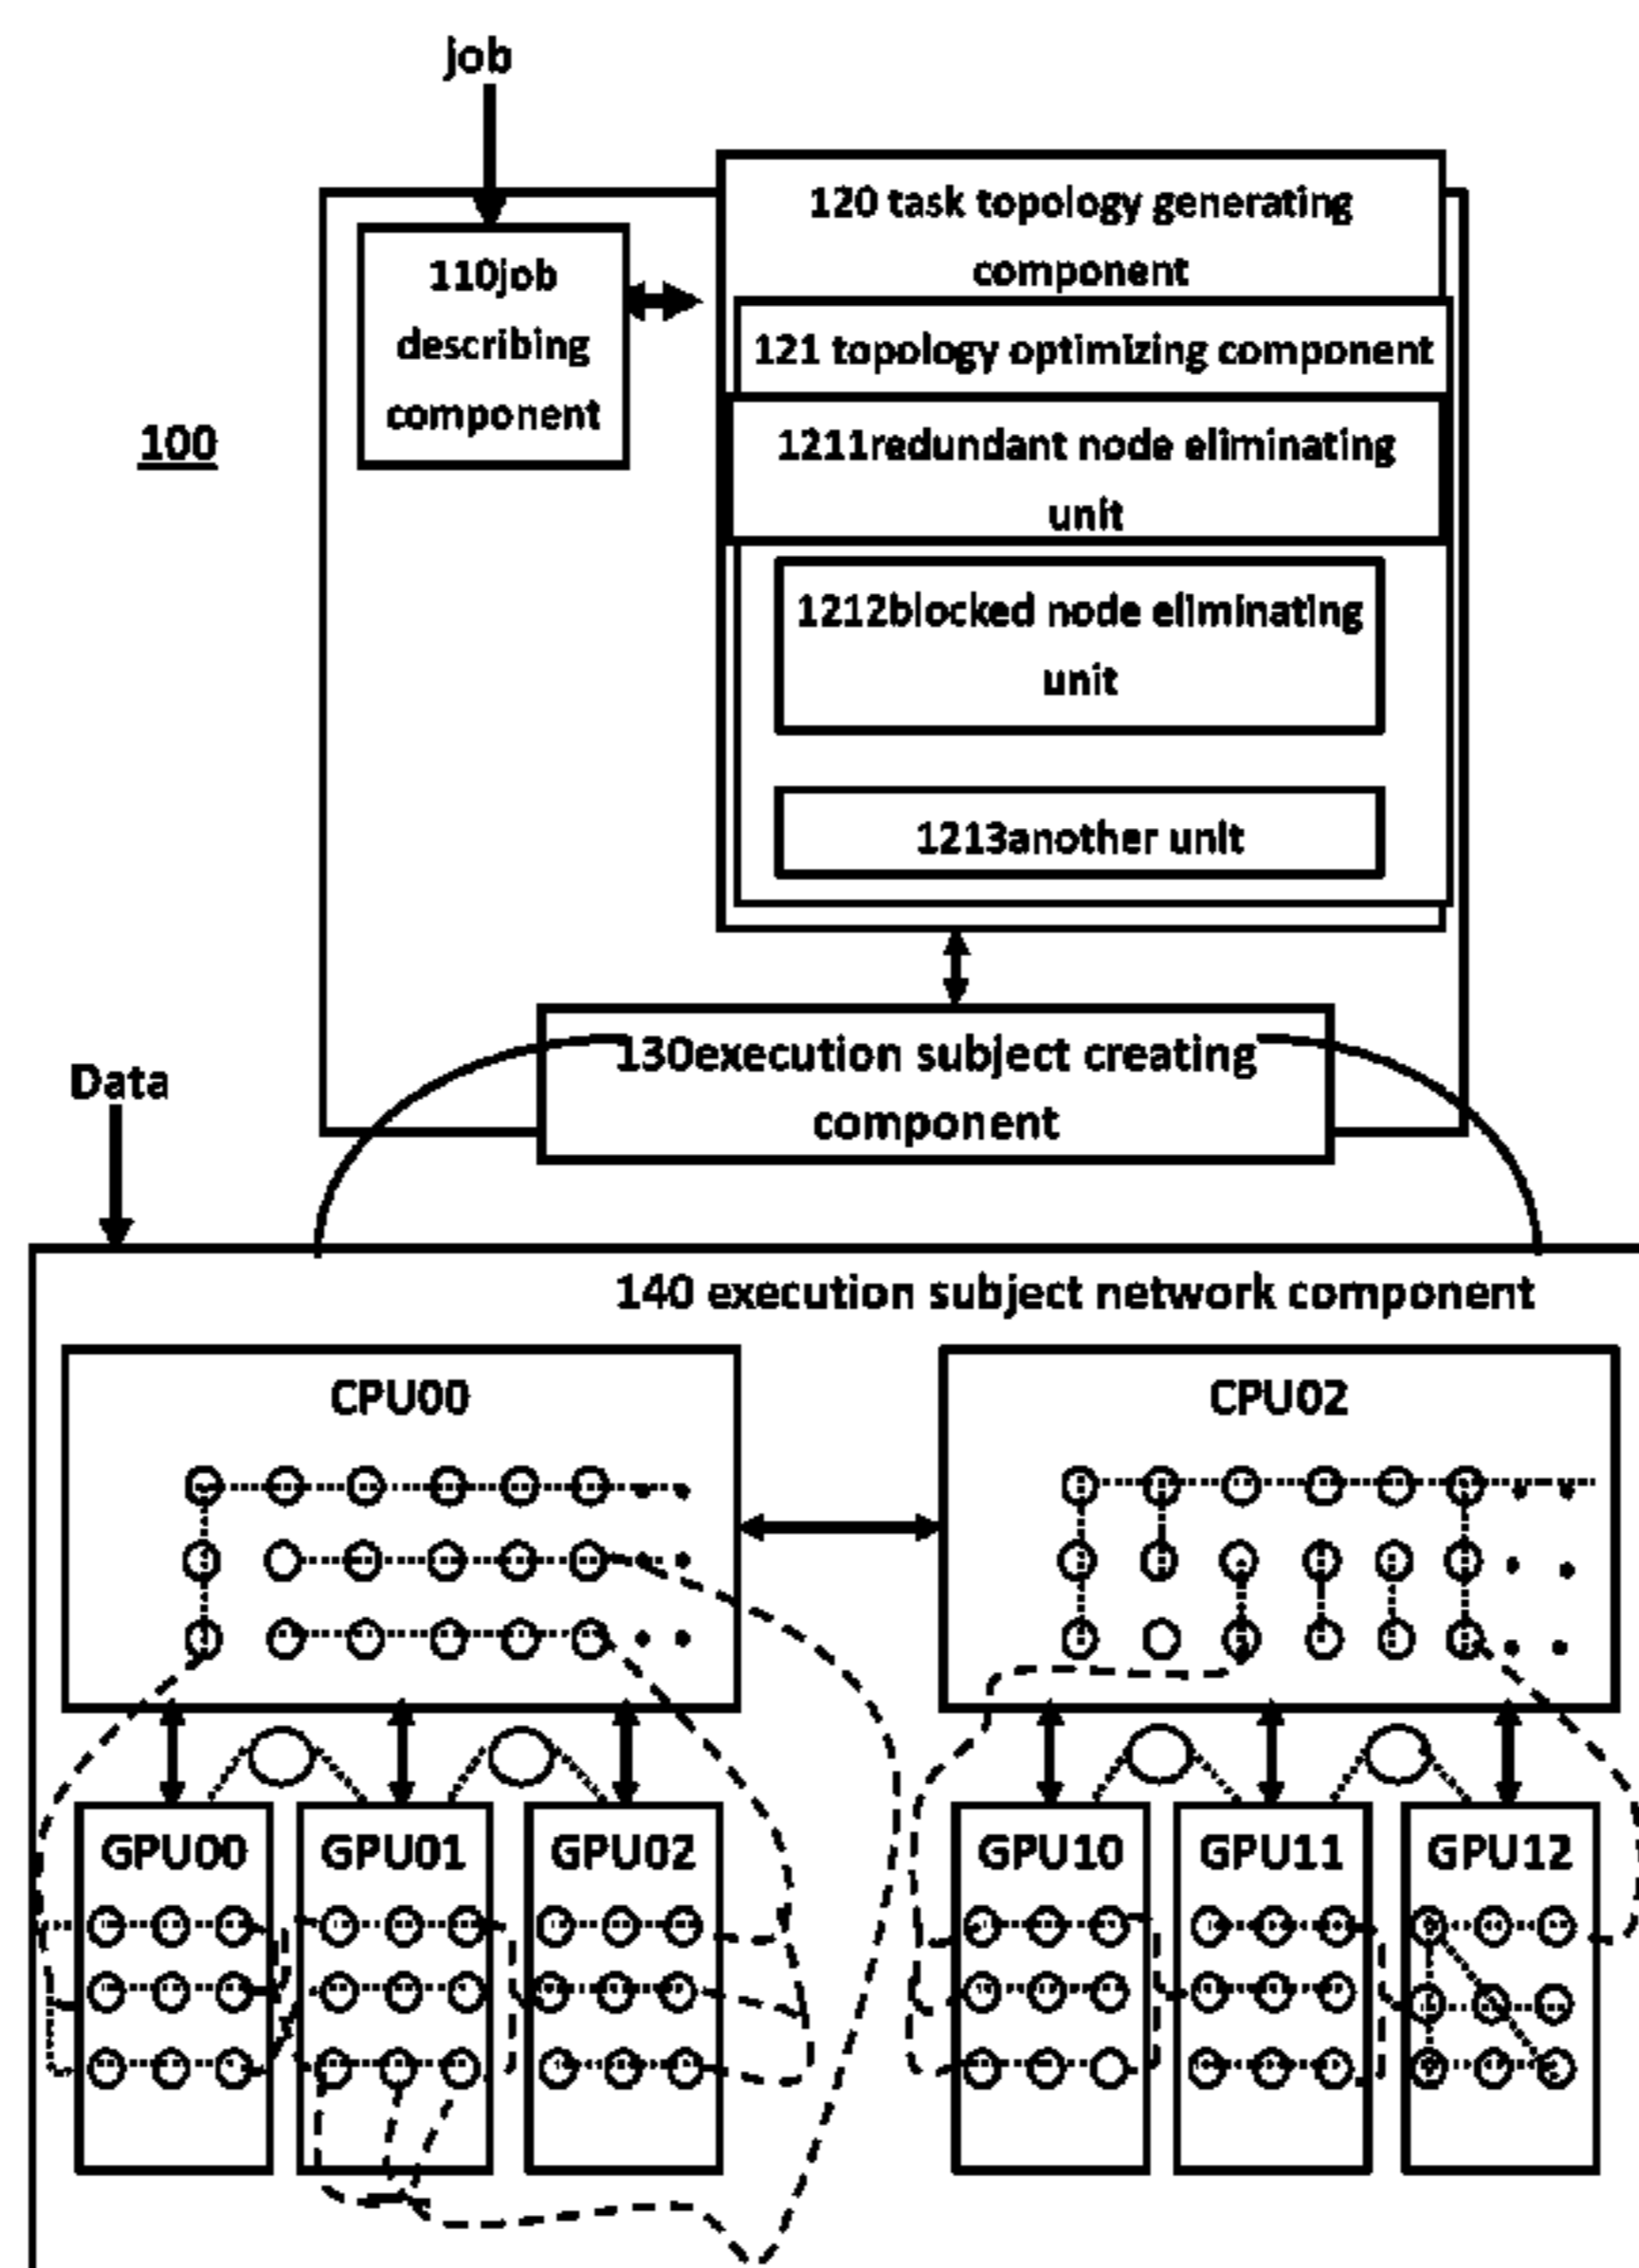 job
120 task topology generating
component
110job
describing
component
121 topology optimizing component
100
1211redundant node eliminating
unit
1212blocked node eliminating
unit
1213another unit
130execution subject creating
component
Data
140 execution subject network component
CPU00
CPU02
GPU00
GPU01
GPU02
GPU10
GPU11
GPU12